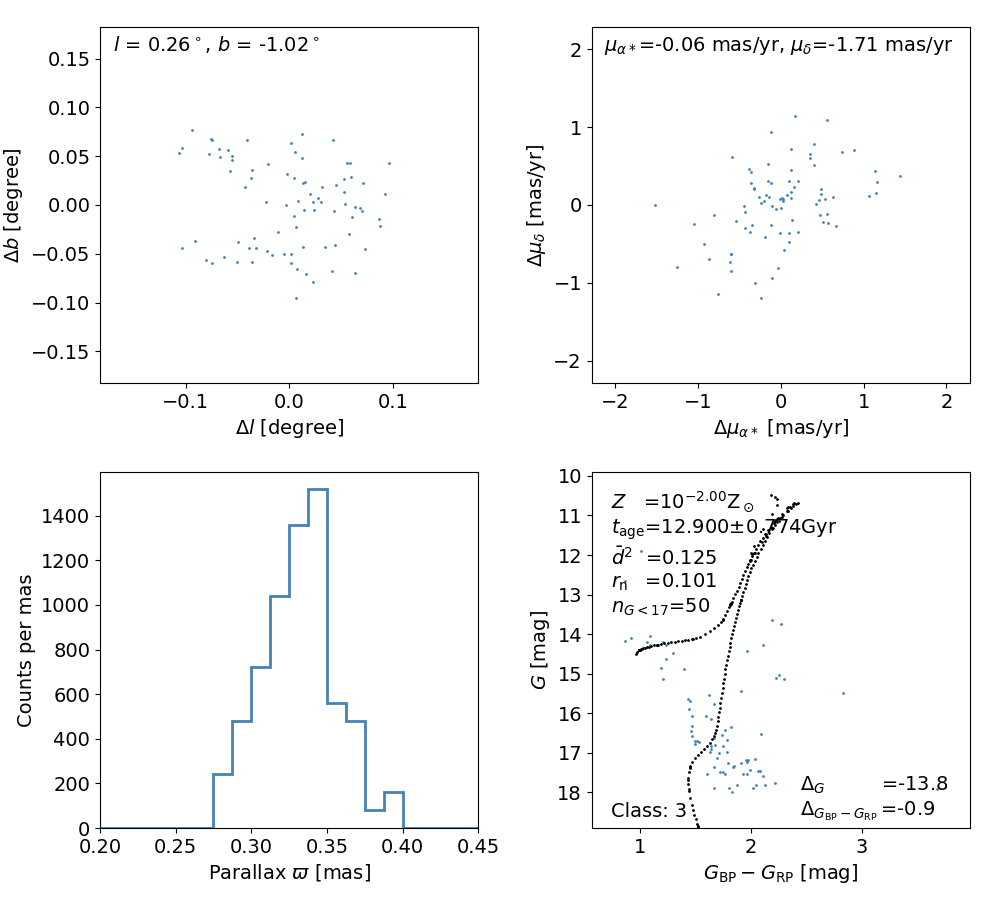 l = 0.26°, b = -1.02°
0.15
0.10
0.05
0.00
−0.05
−0.10
−0.15
Δb [degree]
−0.1 0.0 0.1
Δl [degree]
μα*=-0.06 mas/yr, μδ=-1.71 mas/yr
2
1
0
−1
−2
Δμδ [mas/yr]
−2 −1 0 1 2
Δμα* [mas/yr]
1400
1200
1000
800
600
400
200
0
Counts per mas
0.20 0.25 0.30 0.35 0.40 0.45
Parallax ϖ [mas]
10
11
12
13
14
15
16
17
18
G [mag]
Z =10^−2.00 Z⊙
tage=12.900±0.774Gyr
d̄² =0.125
rn =0.101
nG<17=50
ΔG =-13.8
Class: 3 ΔGBP−GRP =-0.9
1 2 3
GBP − GRP [mag]